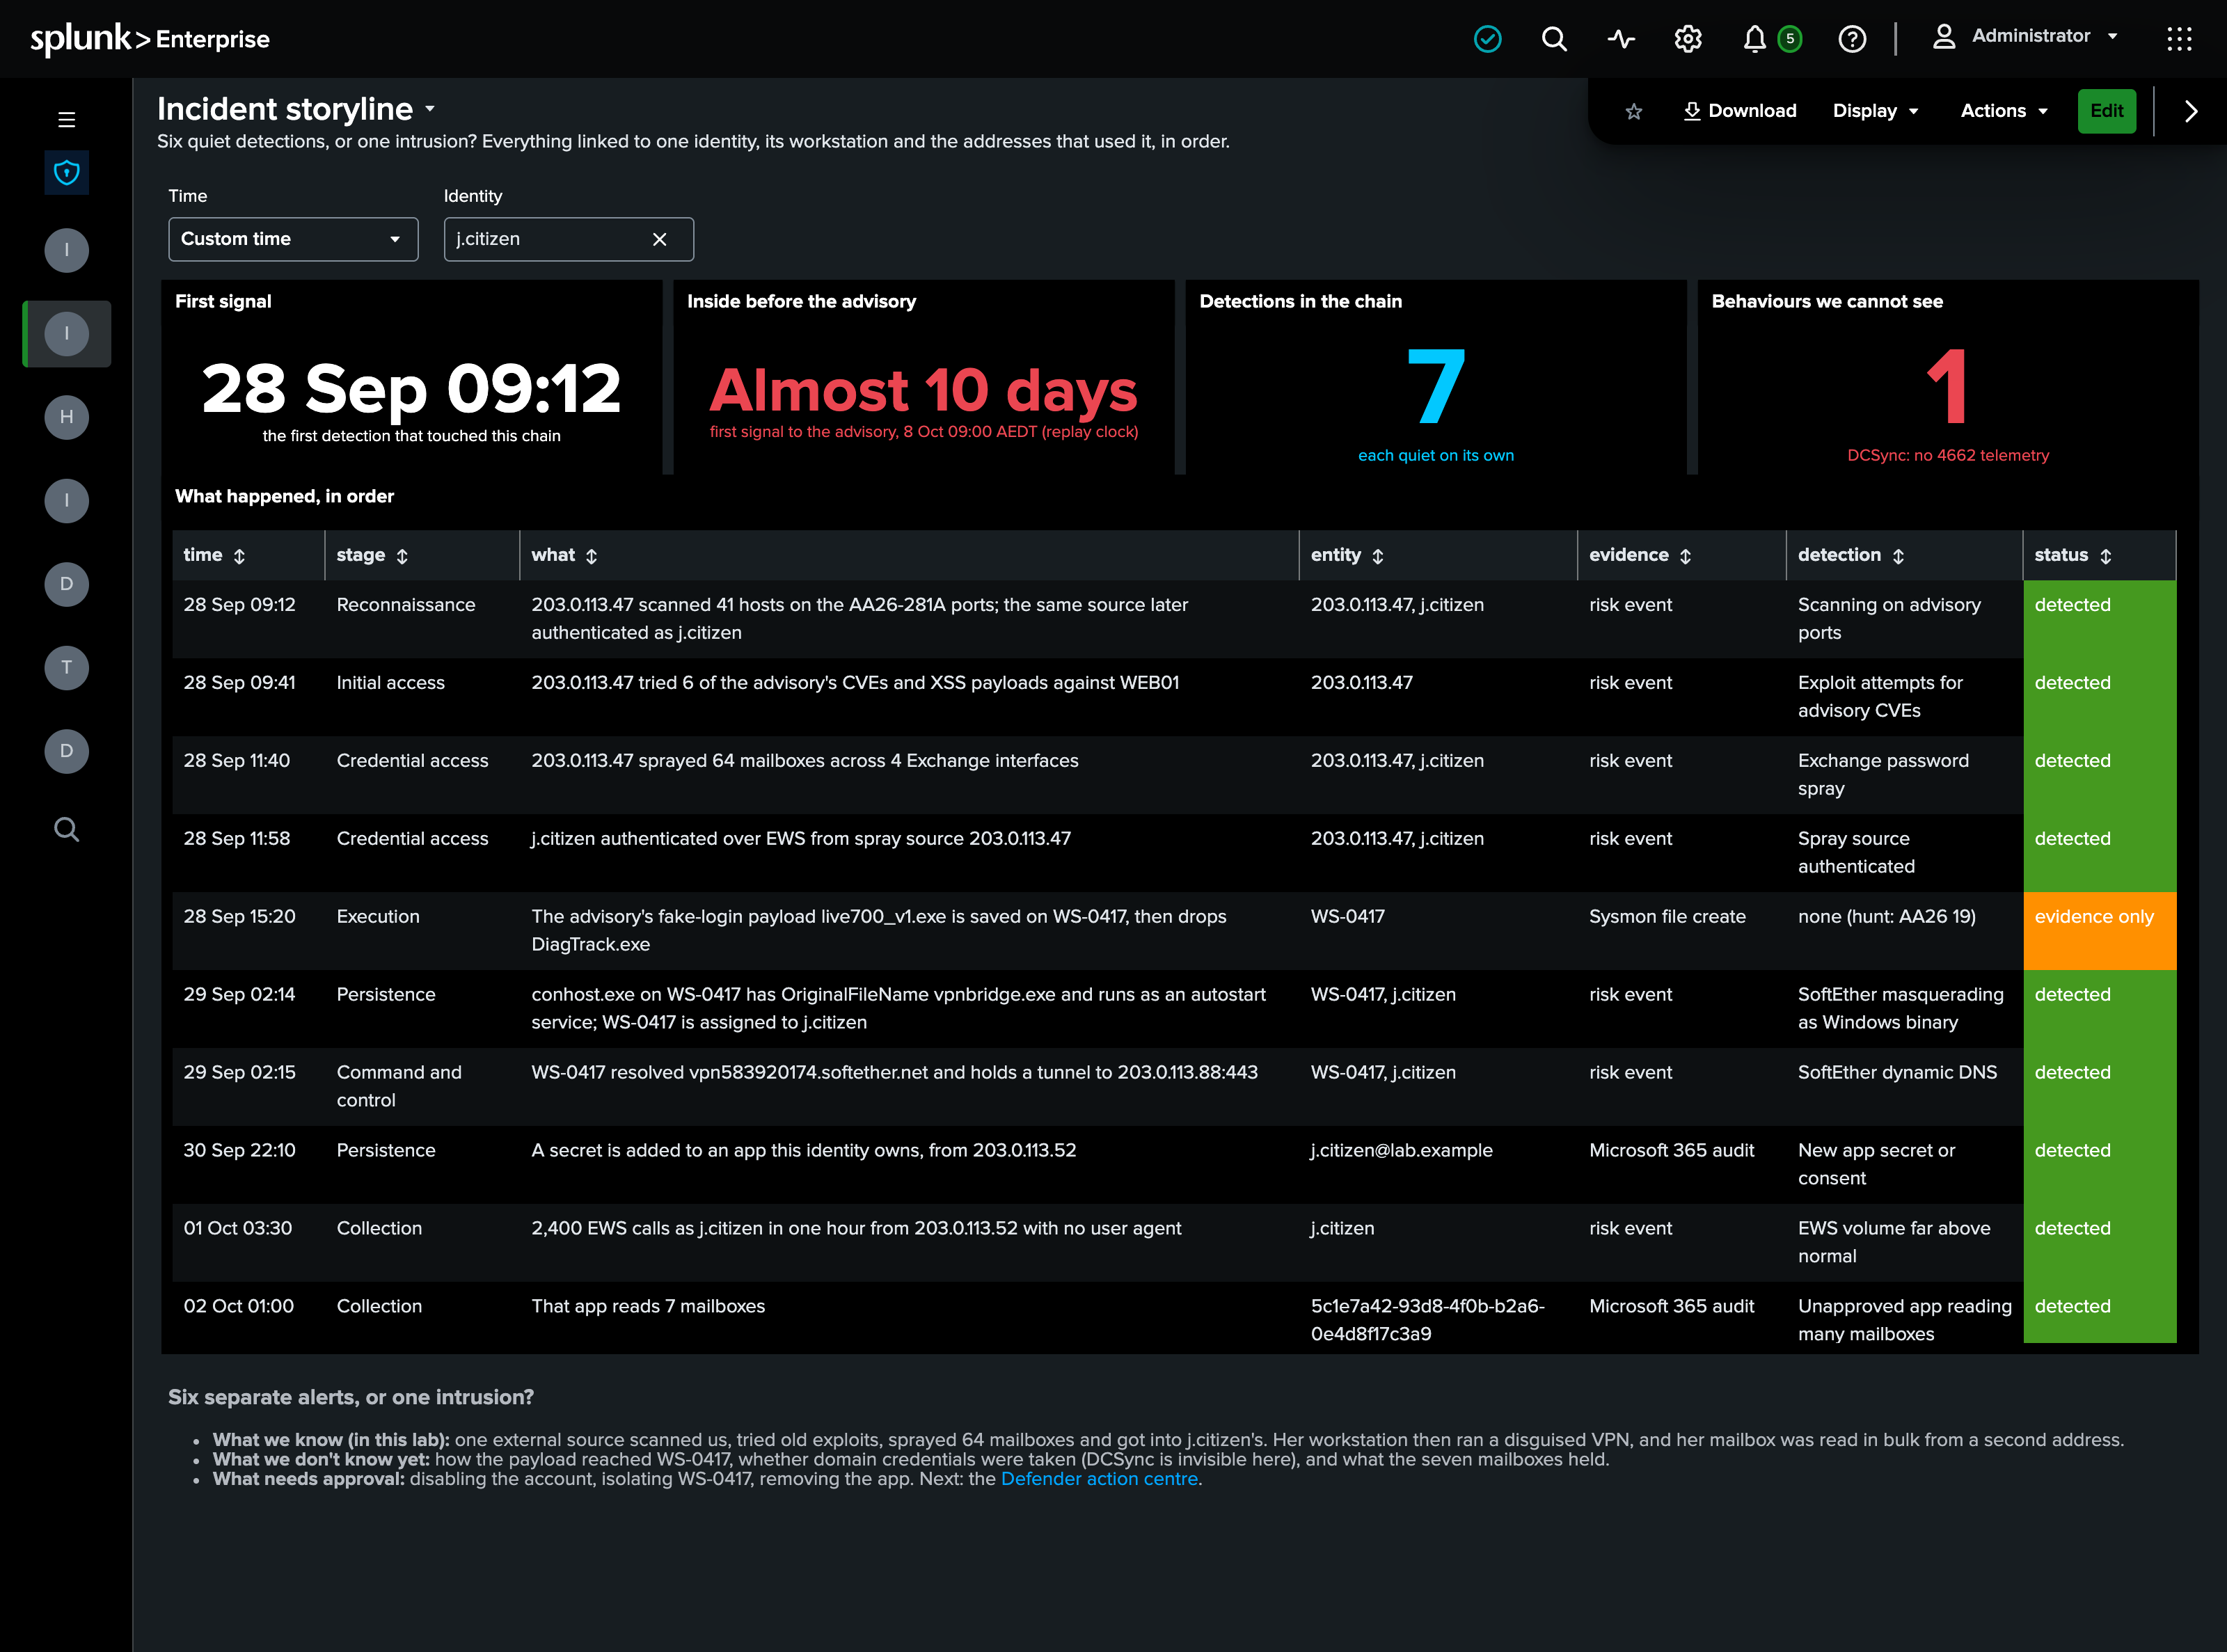 splunk> Enterprise
5
Administrator
Incident storyline
Six quiet detections, or one intrusion? Everything linked to one identity, its workstation and the addresses that used it, in order.
Download
Display
Actions
Edit
I
I
H
I
D
T
D
Time
Identity
Custom time
j.citizen
First signal
28 Sep 09:12
the first detection that touched this chain
Inside before the advisory
Almost 10 days
first signal to the advisory, 8 Oct 09:00 AEDT (replay clock)
Detections in the chain
7
each quiet on its own
Behaviours we cannot see
1
DCSync: no 4662 telemetry
What happened, in order
time stage what entity evidence detection status
28 Sep 09:12 Reconnaissance 203.0.113.47 scanned 41 hosts on the AA26-281A ports; the same source later 203.0.113.47, j.citizen risk event Scanning on advisory detected
authenticated as j.citizen ports
28 Sep 09:41 Initial access 203.0.113.47 tried 6 of the advisory's CVEs and XSS payloads against WEB01 203.0.113.47 risk event Exploit attempts for detected
advisory CVEs
28 Sep 11:40 Credential access 203.0.113.47 sprayed 64 mailboxes across 4 Exchange interfaces 203.0.113.47, j.citizen risk event Exchange password detected
spray
28 Sep 11:58 Credential access j.citizen authenticated over EWS from spray source 203.0.113.47 203.0.113.47, j.citizen risk event Spray source detected
authenticated
28 Sep 15:20 Execution The advisory's fake-login payload live700_v1.exe is saved on WS-0417, then drops WS-0417 Sysmon file create none (hunt: AA26 19) evidence only
DiagTrack.exe
29 Sep 02:14 Persistence conhost.exe on WS-0417 has OriginalFileName vpnbridge.exe and runs as an autostart WS-0417, j.citizen risk event SoftEther masquerading detected
service; WS-0417 is assigned to j.citizen as Windows binary
29 Sep 02:15 Command and WS-0417 resolved vpn583920174.softether.net and holds a tunnel to 203.0.113.88:443 WS-0417, j.citizen risk event SoftEther dynamic DNS detected
control
30 Sep 22:10 Persistence A secret is added to an app this identity owns, from 203.0.113.52 j.citizen@lab.example Microsoft 365 audit New app secret or detected
consent
01 Oct 03:30 Collection 2,400 EWS calls as j.citizen in one hour from 203.0.113.52 with no user agent j.citizen risk event EWS volume far above detected
normal
02 Oct 01:00 Collection That app reads 7 mailboxes 5c1e7a42-93d8-4f0b-b2a6- Microsoft 365 audit Unapproved app reading detected
0e4d8f17c3a9 many mailboxes
Six separate alerts, or one intrusion?
• What we know (in this lab): one external source scanned us, tried old exploits, sprayed 64 mailboxes and got into j.citizen's. Her workstation then ran a disguised VPN, and her mailbox was read in bulk from a second address.
• What we don't know yet: how the payload reached WS-0417, whether domain credentials were taken (DCSync is invisible here), and what the seven mailboxes held.
• What needs approval: disabling the account, isolating WS-0417, removing the app. Next: the Defender action centre.